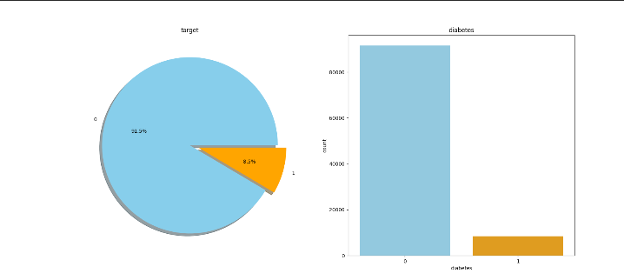 target
0
91.5%
8.5%
1
diabetes
80000
60000
40000
20000
0
count
0
1
diabetes